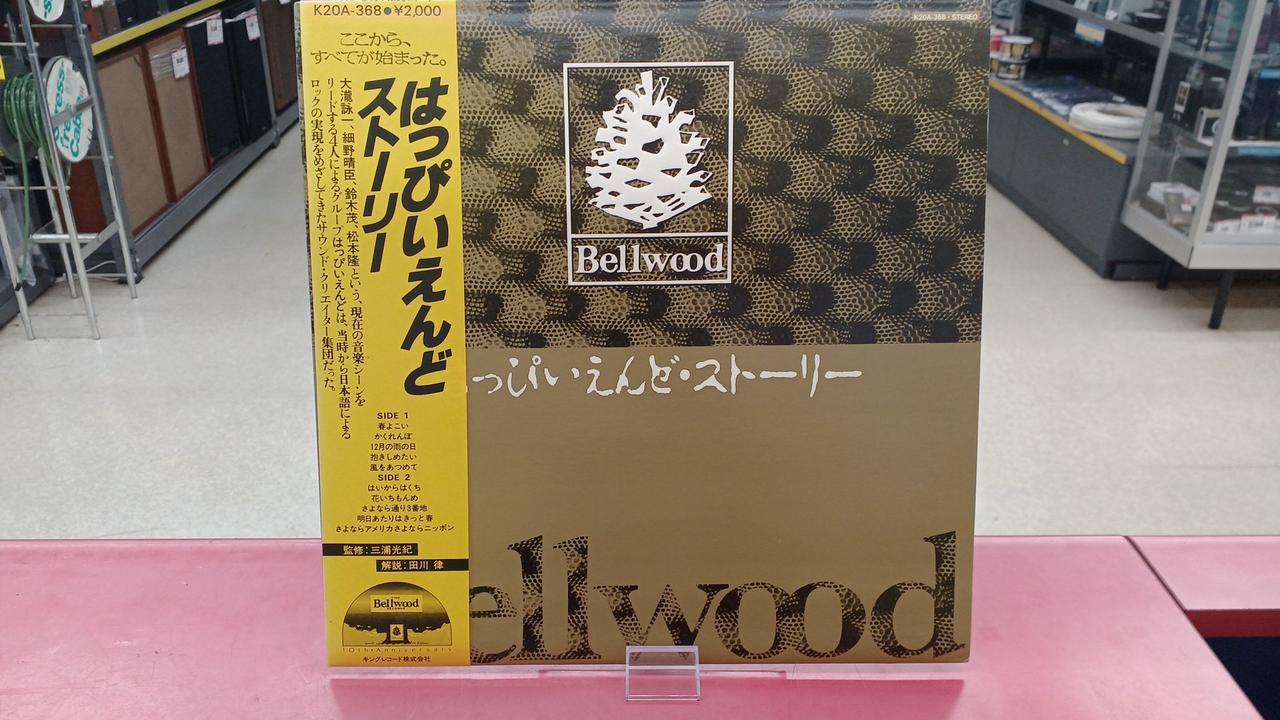 K20A-368●¥2,000
ここから、
すべてが始まった。
はっぴいえんど
ストーリー
大瀧詠一、細野晴臣、鈴木茂、松本隆という、現在の音楽シーンを
リードする4人によるグループはっぴいえんどは、当時から日本語による
ロックの実現をめざしてきたサウンド・クリエイター集団だった。
SIDE 1
春よこい
かくれんぼ
12月の雨の日
抱きしめたい
風をあつめて
SIDE 2
はいからはくち
花いちもんめ
さよなら通り3番地
明日あたりはきっと春
さよならアメリカさよならニッポン
監修:三浦光紀
解説:田川 律
Bellwood
10th・Anniversary
キングレコード株式会社
K20A-368・STEREO
Bellwood
っぴいえんど・ストーリー
ellwood